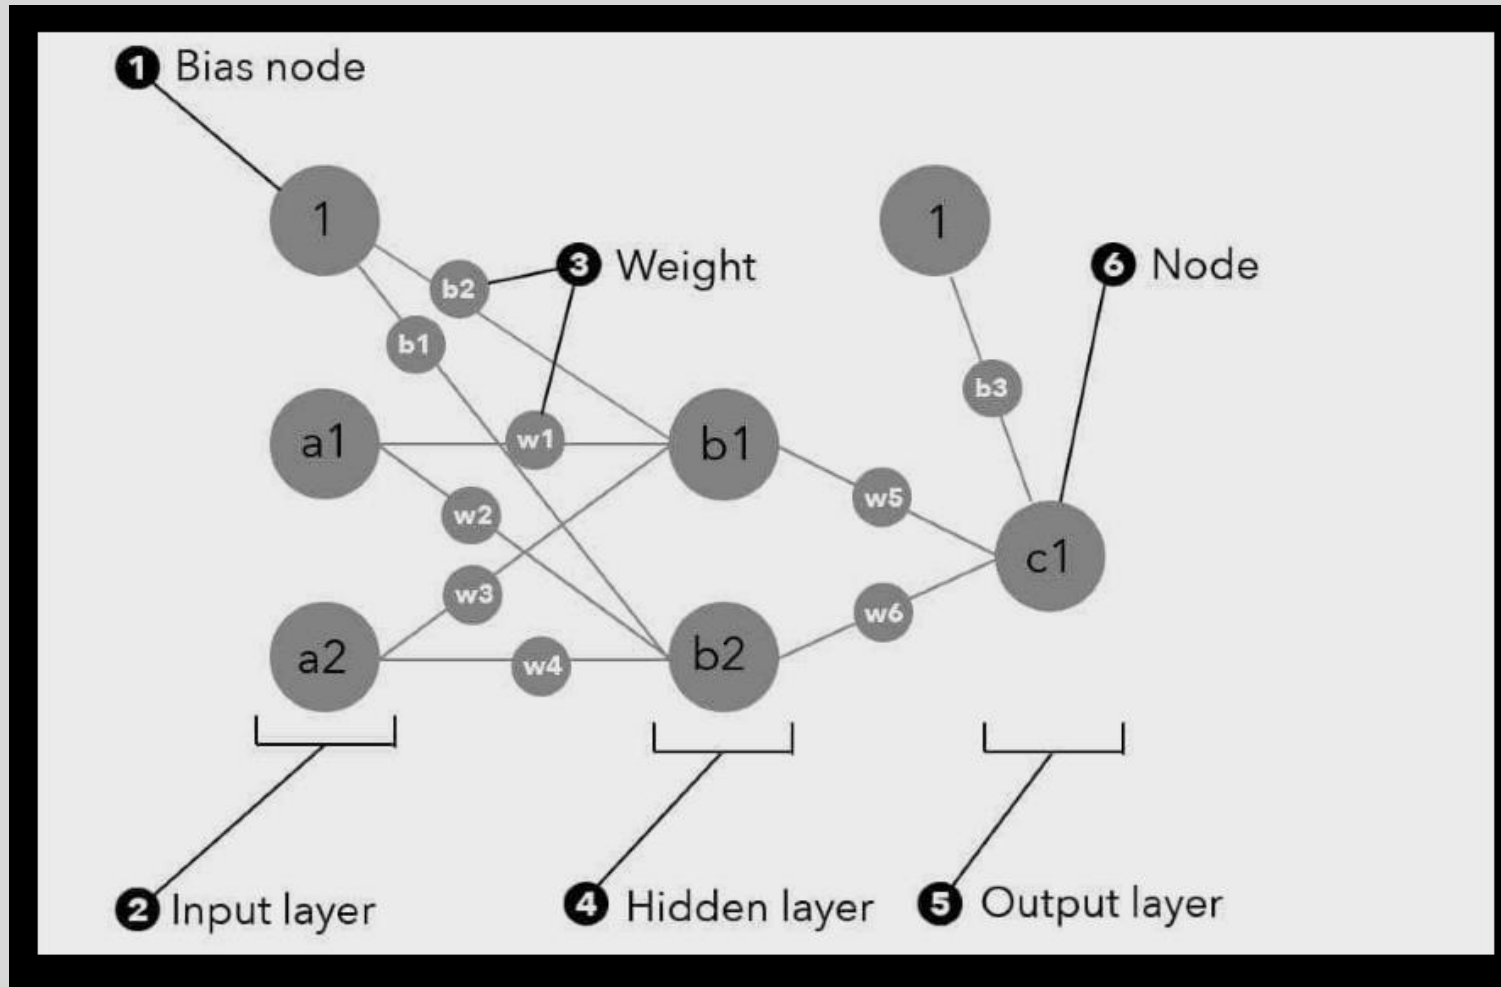 1 Bias node
1
1
b2
3 Weight
6 Node
b1
b3
a1
w1
b1
w5
w2
c1
w3
w6
a2
w4
b2
2 Input layer
4 Hidden layer
5 Output layer